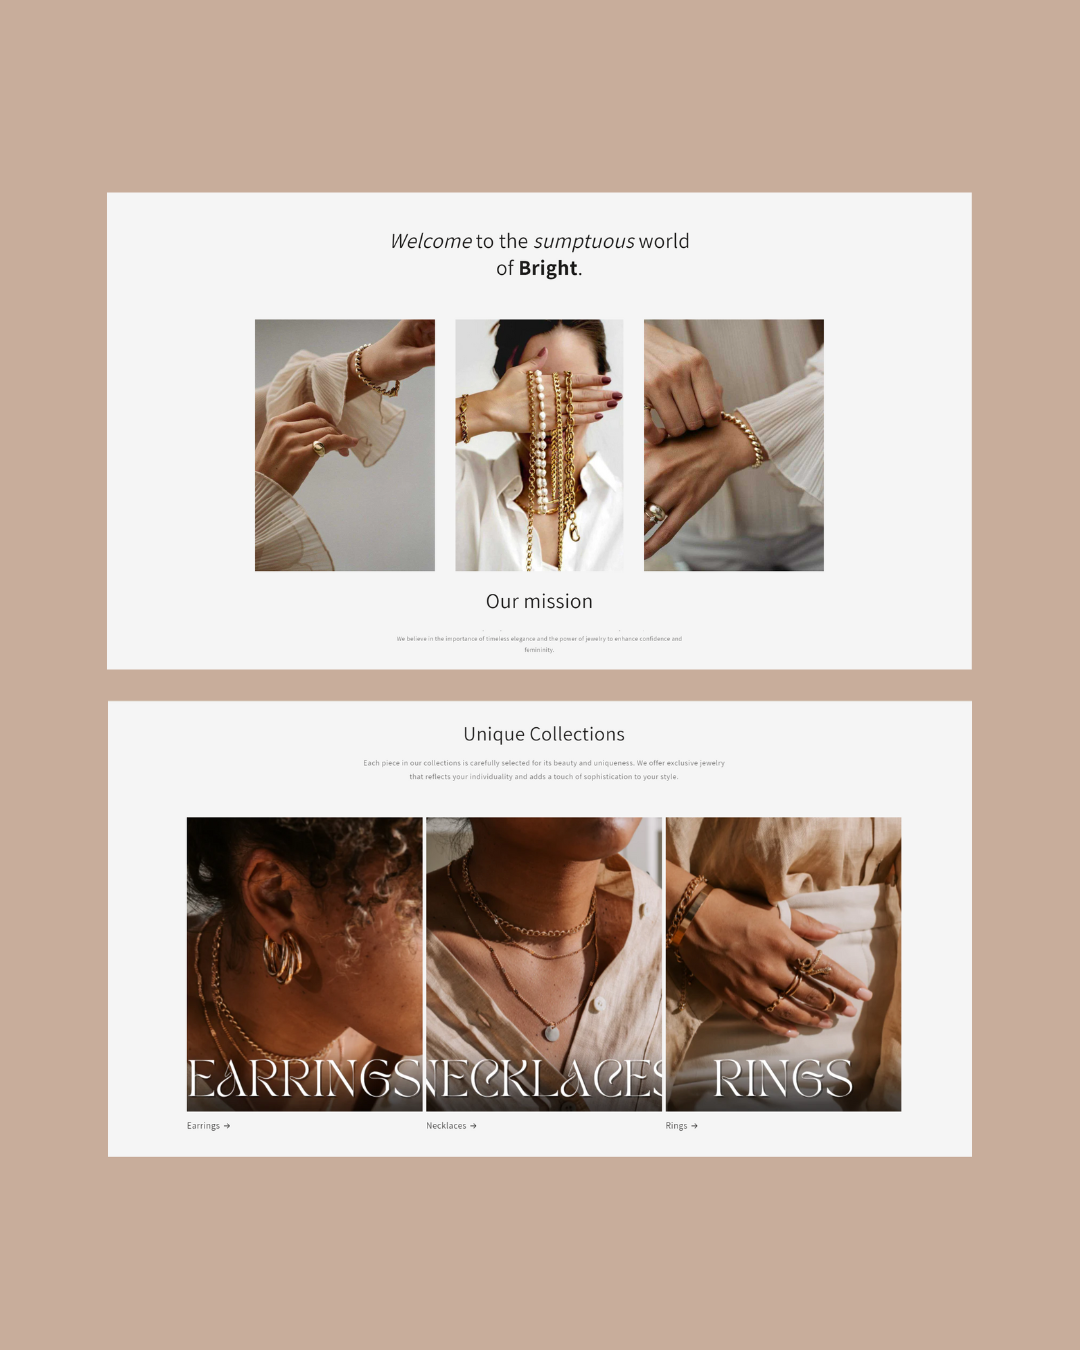 Welcome to the sumptuous world
of Bright.
Our mission
We believe in the importance of timeless elegance and the power of jewelry to enhance confidence and
femininity.
Unique Collections
Each piece in our collections is carefully selected for its beauty and uniqueness. We offer exclusive jewelry
that reflects your individuality and adds a touch of sophistication to your style.
EARRINGS
NECKLACES
RINGS
Earrings →
Necklaces →
Rings →